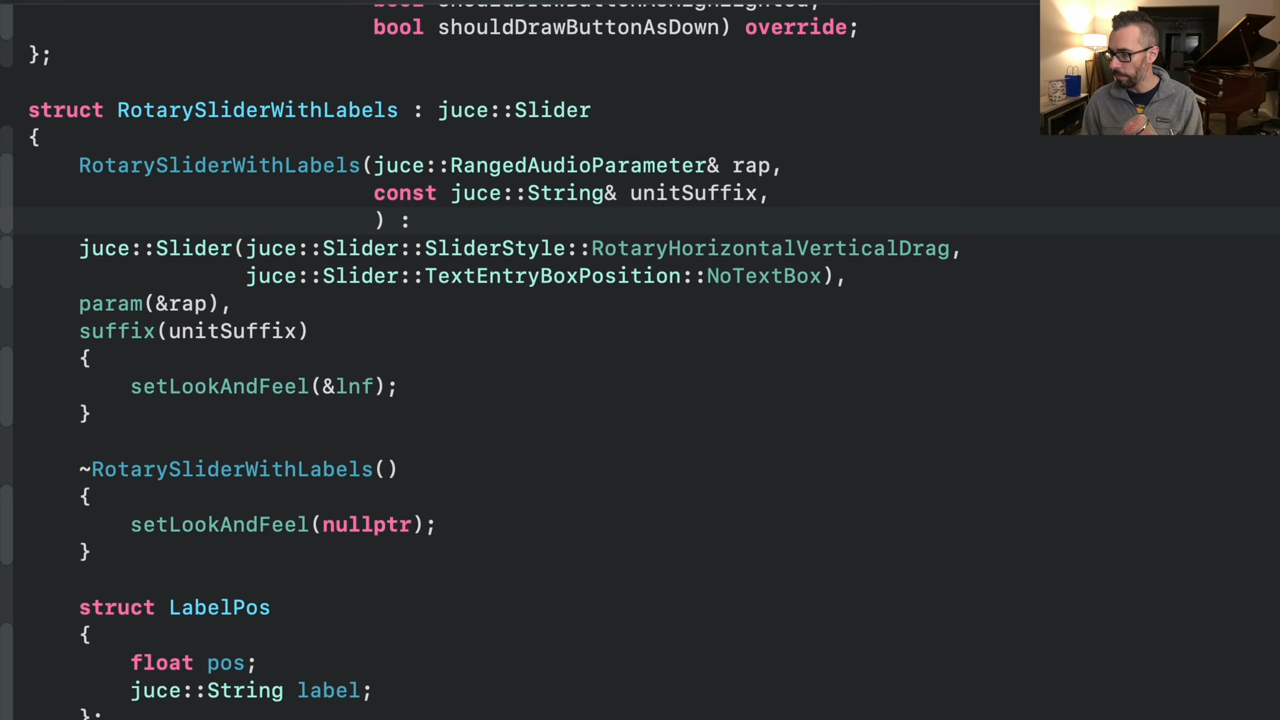 bool shouldDrawButtonAsHighlighted,
bool shouldDrawButtonAsDown) override;
};
struct RotarySliderWithLabels : juce::Slider
{
RotarySliderWithLabels(juce::RangedAudioParameter& rap,
const juce::String& unitSuffix,
) :
juce::Slider(juce::Slider::SliderStyle::RotaryHorizontalVerticalDrag,
juce::Slider::TextEntryBoxPosition::NoTextBox),
param(&rap),
suffix(unitSuffix)
{
setLookAndFeel(&lnf);
}
~RotarySliderWithLabels()
{
setLookAndFeel(nullptr);
}
struct LabelPos
{
float pos;
juce::String label;
};